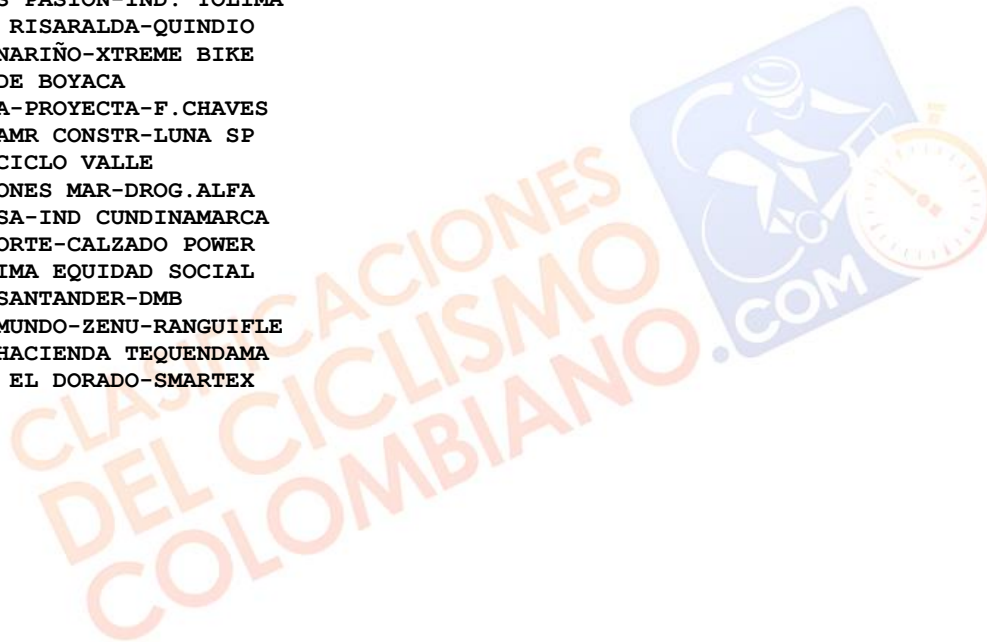 S PASION-IND. TOLIMA
RISARALDA-QUINDIO
NARIÑO-XTREME BIKE
DE BOYACA
A-PROYECTA-F.CHAVES
AMR CONSTR-LUNA SP
CICLO VALLE
ONES MAR-DROG.ALFA
SA-IND CUNDINAMARCA
ORTE-CALZADO POWER
IMA EQUIDAD SOCIAL
SANTANDER-DMB
MUNDO-ZENU-RANGUIFLE
HACIENDA TEQUENDAMA
EL DORADO-SMARTEX
CLASIFICACIONES
DEL CICLISMO
COLOMBIANO.COM